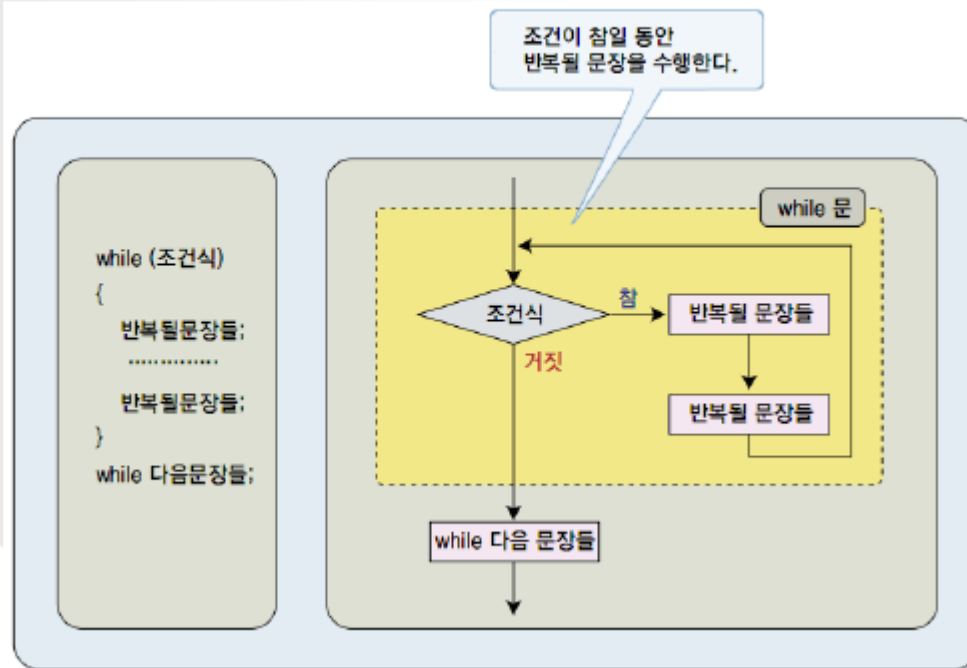 조건이 참일 동안
반복될 문장을 수행한다.
while (조건식)
{
반복될문장들;
··············
반복될문장들;
}
while 다음문장들;
while 문
조건식
참
반복될 문장들
거짓
반복될 문장들
while 다음 문장들